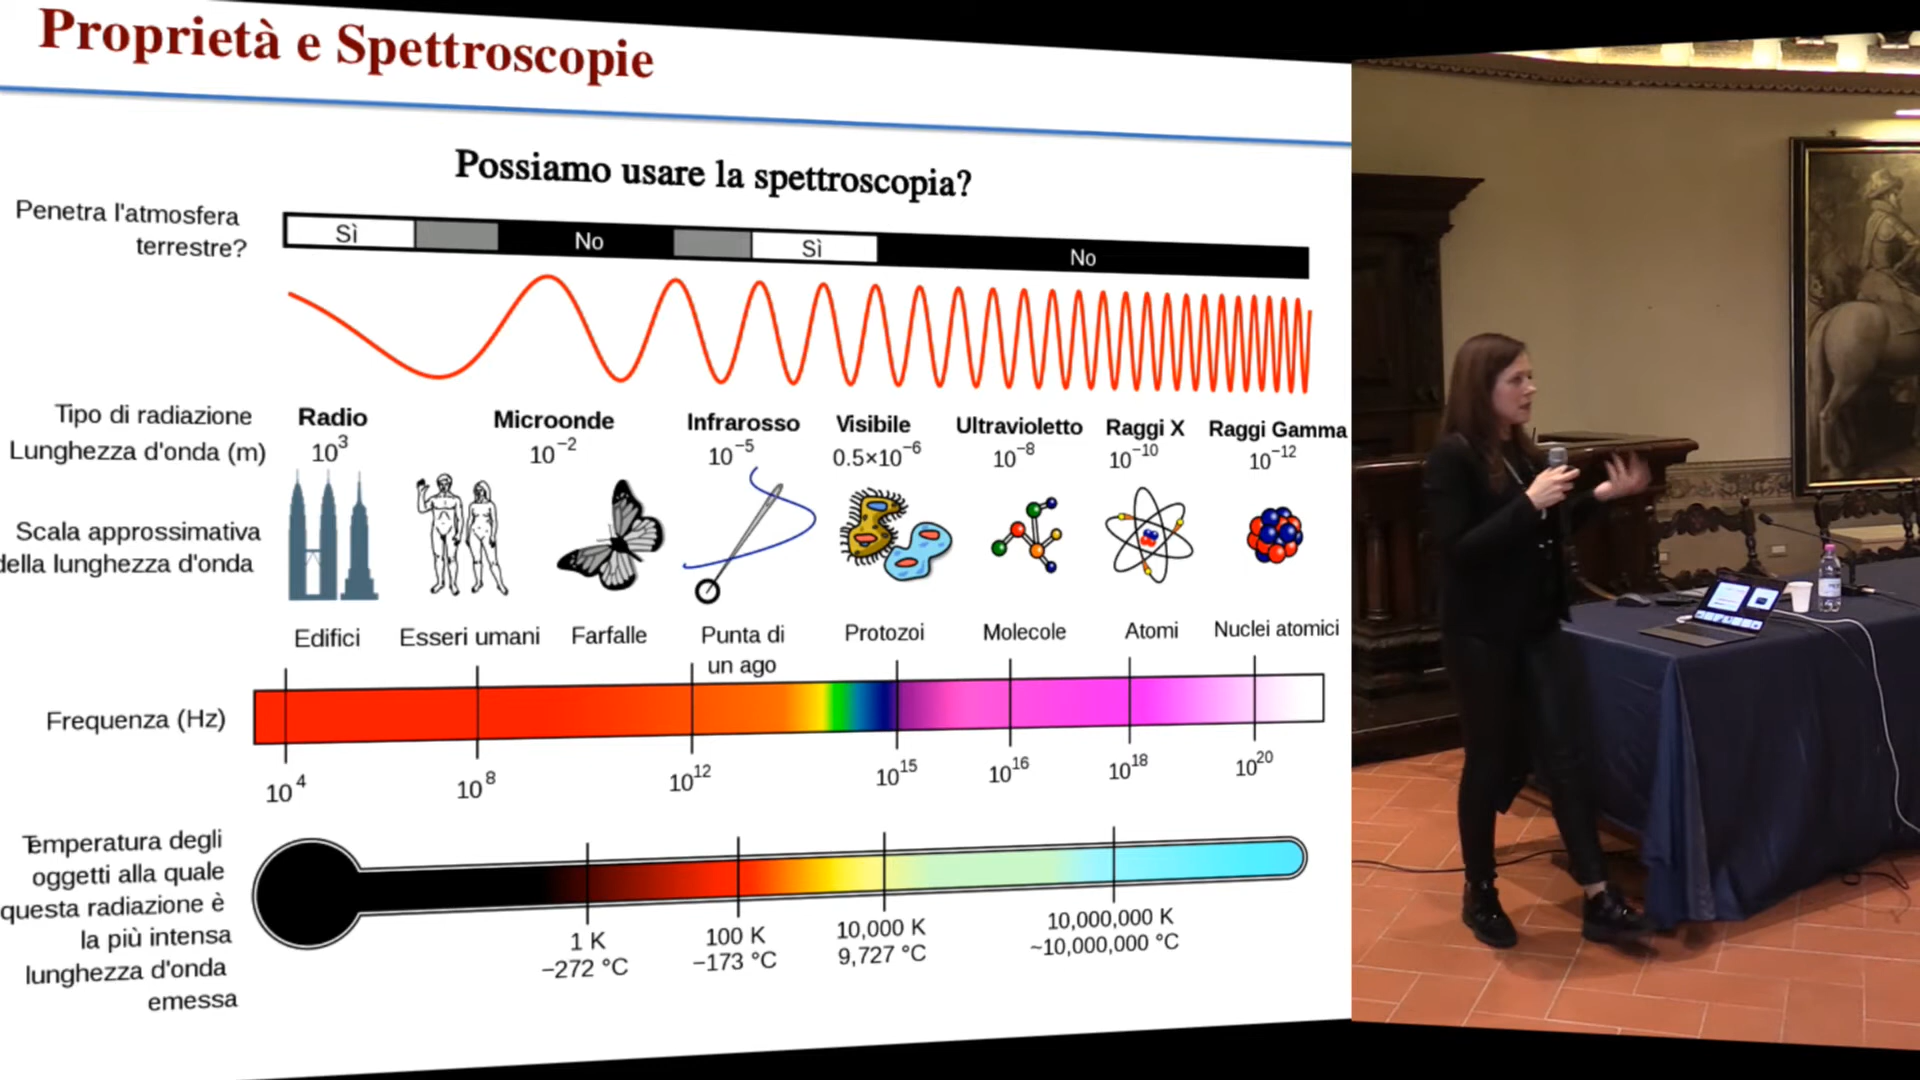 Proprietà e Spettroscopie
Possiamo usare la spettroscopia?
Penetra l'atmosfera
terrestre?
Sì
No
Sì
No
Tipo di radiazione
Radio
Microonde
Infrarosso
Visibile
Ultravioletto
Raggi X
Raggi Gamma
Lunghezza d'onda (m)
10³
10⁻²
10⁻⁵
0.5×10⁻⁶
10⁻⁸
10⁻¹⁰
10⁻¹²
Scala approssimativa
della lunghezza d'onda
Edifici
Esseri umani
Farfalle
Punta di
un ago
Protozoi
Molecole
Atomi
Nuclei atomici
Frequenza (Hz)
10⁴
10⁸
10¹²
10¹⁵
10¹⁶
10¹⁸
10²⁰
Temperatura degli
oggetti alla quale
questa radiazione è
la più intensa
lunghezza d'onda
emessa
1 K
−272 °C
100 K
−173 °C
10,000 K
9,727 °C
10,000,000 K
~10,000,000 °C